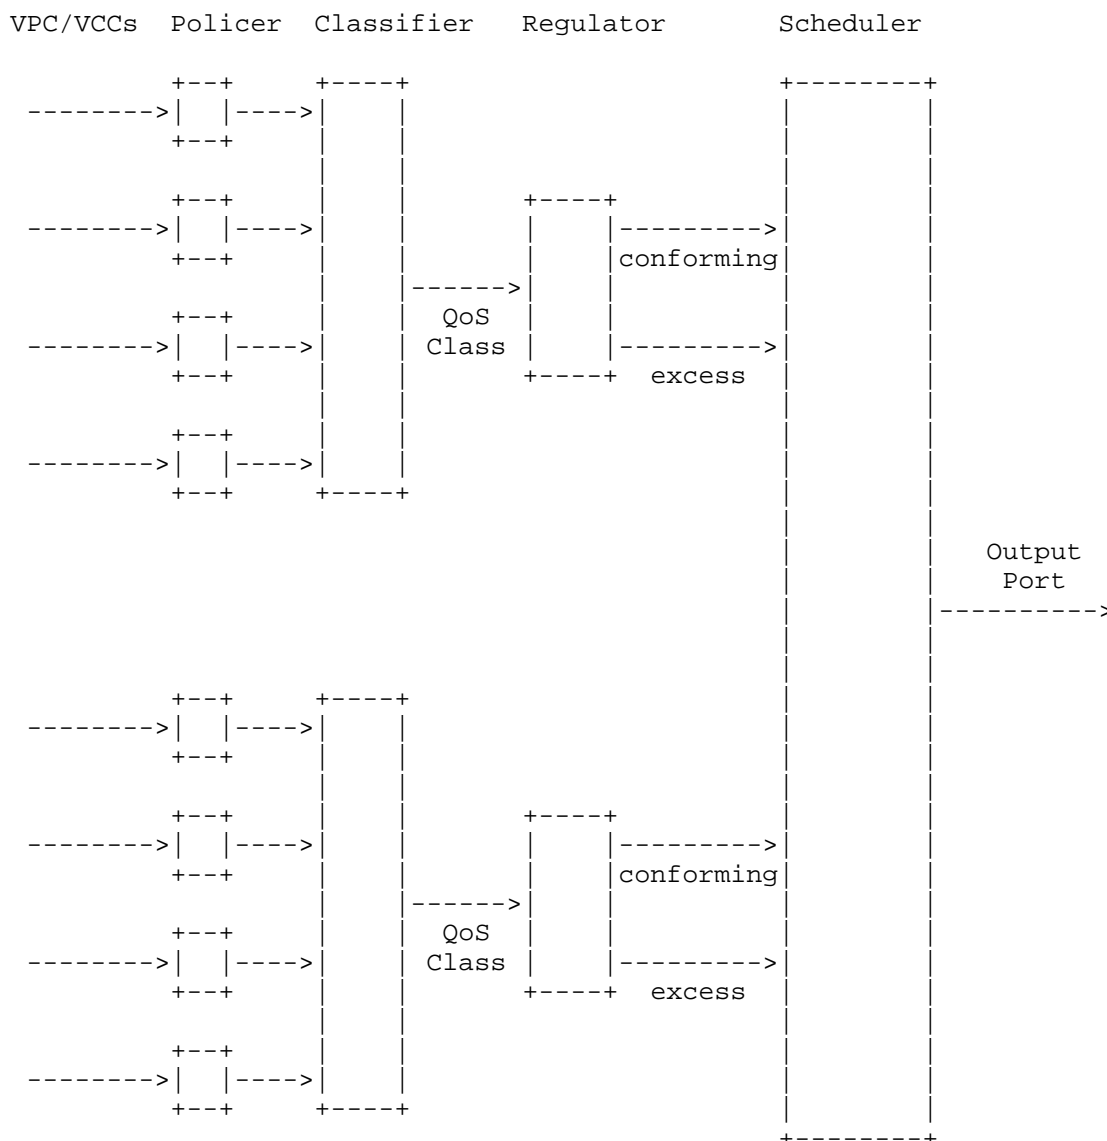 VPC/VCCs Policer Classifier Regulator Scheduler
conforming
QoS
Class
excess
Output
Port
conforming
QoS
Class
excess